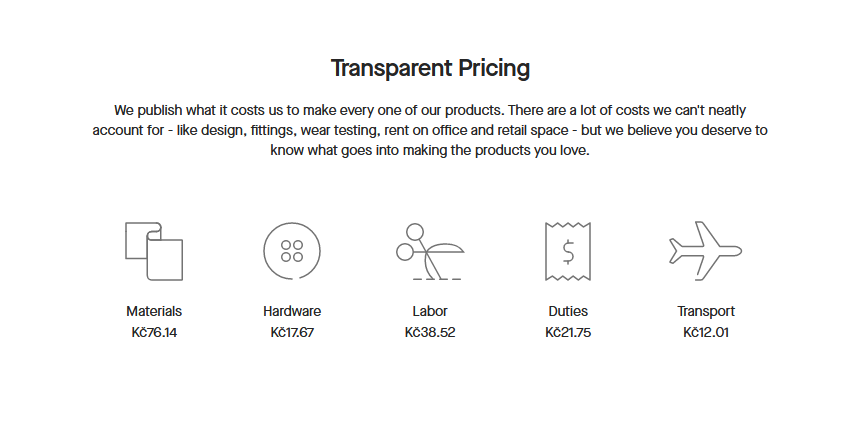 Transparent Pricing
We publish what it costs us to make every one of our products. There are a lot of costs we can't neatly
account for - like design, fittings, wear testing, rent on office and retail space - but we believe you deserve to
know what goes into making the products you love.
$
Materials Hardware Labor Duties Transport
Kč76.14 Kč17.67 Kč38.52 Kč21.75 Kč12.01